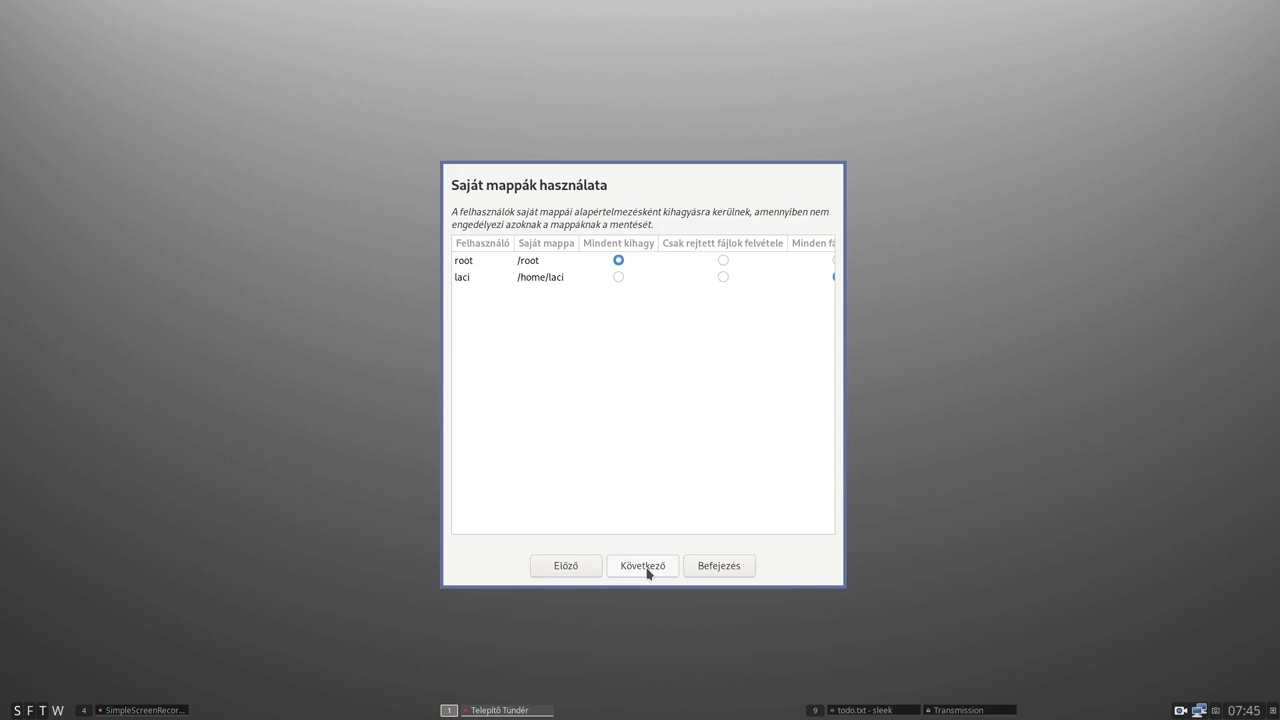 Saját mappák használata
A felhasználók saját mappái alapértelmezésként kihagyásra kerülnek, amennyiben nem
engedélyezi azoknak a mappáknak a mentését.
Felhasználó Saját mappa Mindent kihagy Csak rejtett fájlok felvétele Minden fá
root /root
laci /home/laci
Előző Következő Befejezés
S F T W 4 SimpleScreenRecor... 1 Telepítő Tündér 9 todo.txt - sleek Transmission 07:45